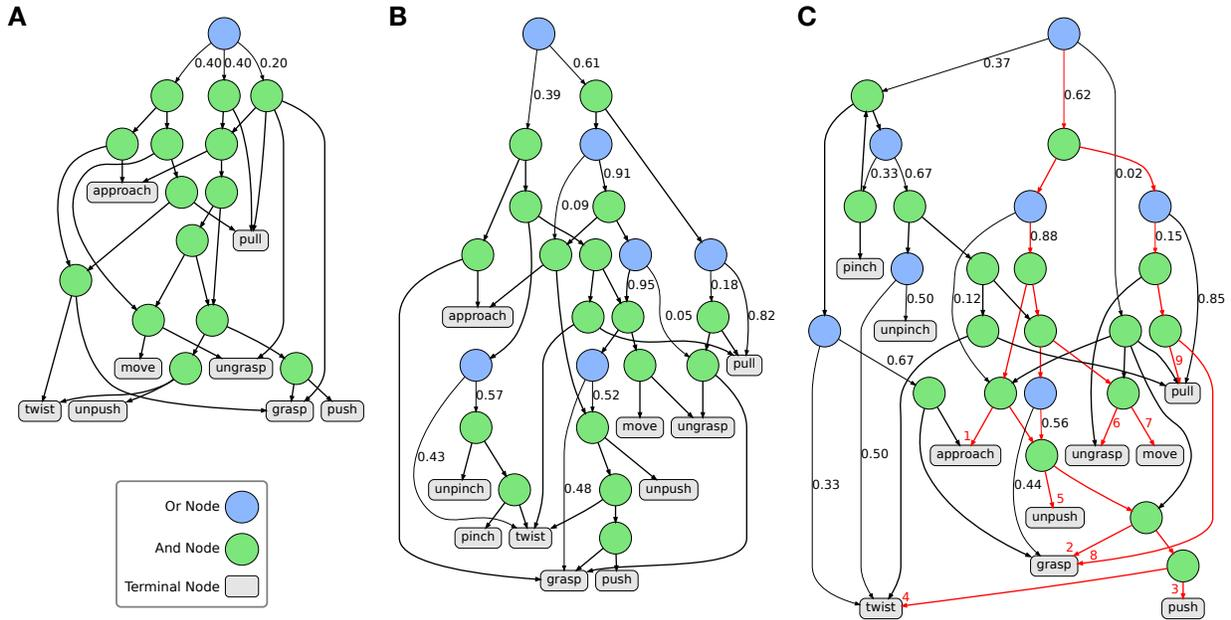 A
B
C
0.40
0.40
0.20
approach
pull
move
ungrasp
twist
unpush
grasp
push
Or Node
And Node
Terminal Node
0.61
0.39
0.91
0.09
0.95
0.18
0.05
0.82
approach
pull
0.57
0.52
move
ungrasp
0.43
unpinch
0.48
unpush
pinch
twist
grasp
push
0.37
0.62
0.33
0.67
0.02
0.88
0.15
pinch
0.50
0.12
0.85
unpinch
0.67
9
pull
1
0.56
6
7
approach
ungrasp
move
0.50
0.33
0.44
5
unpush
2
8
grasp
3
4
twist
push